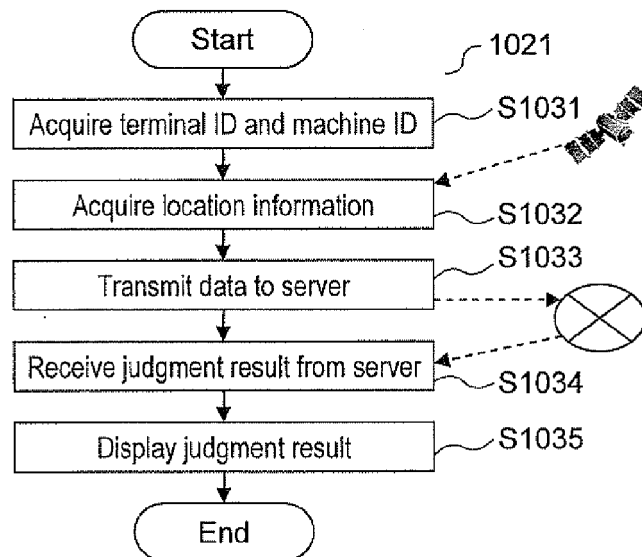 Start
1021
Acquire terminal ID and machine ID
S1031
Acquire location information
S1032
Transmit data to server
S1033
Receive judgment result from server
S1034
Display judgment result
S1035
End